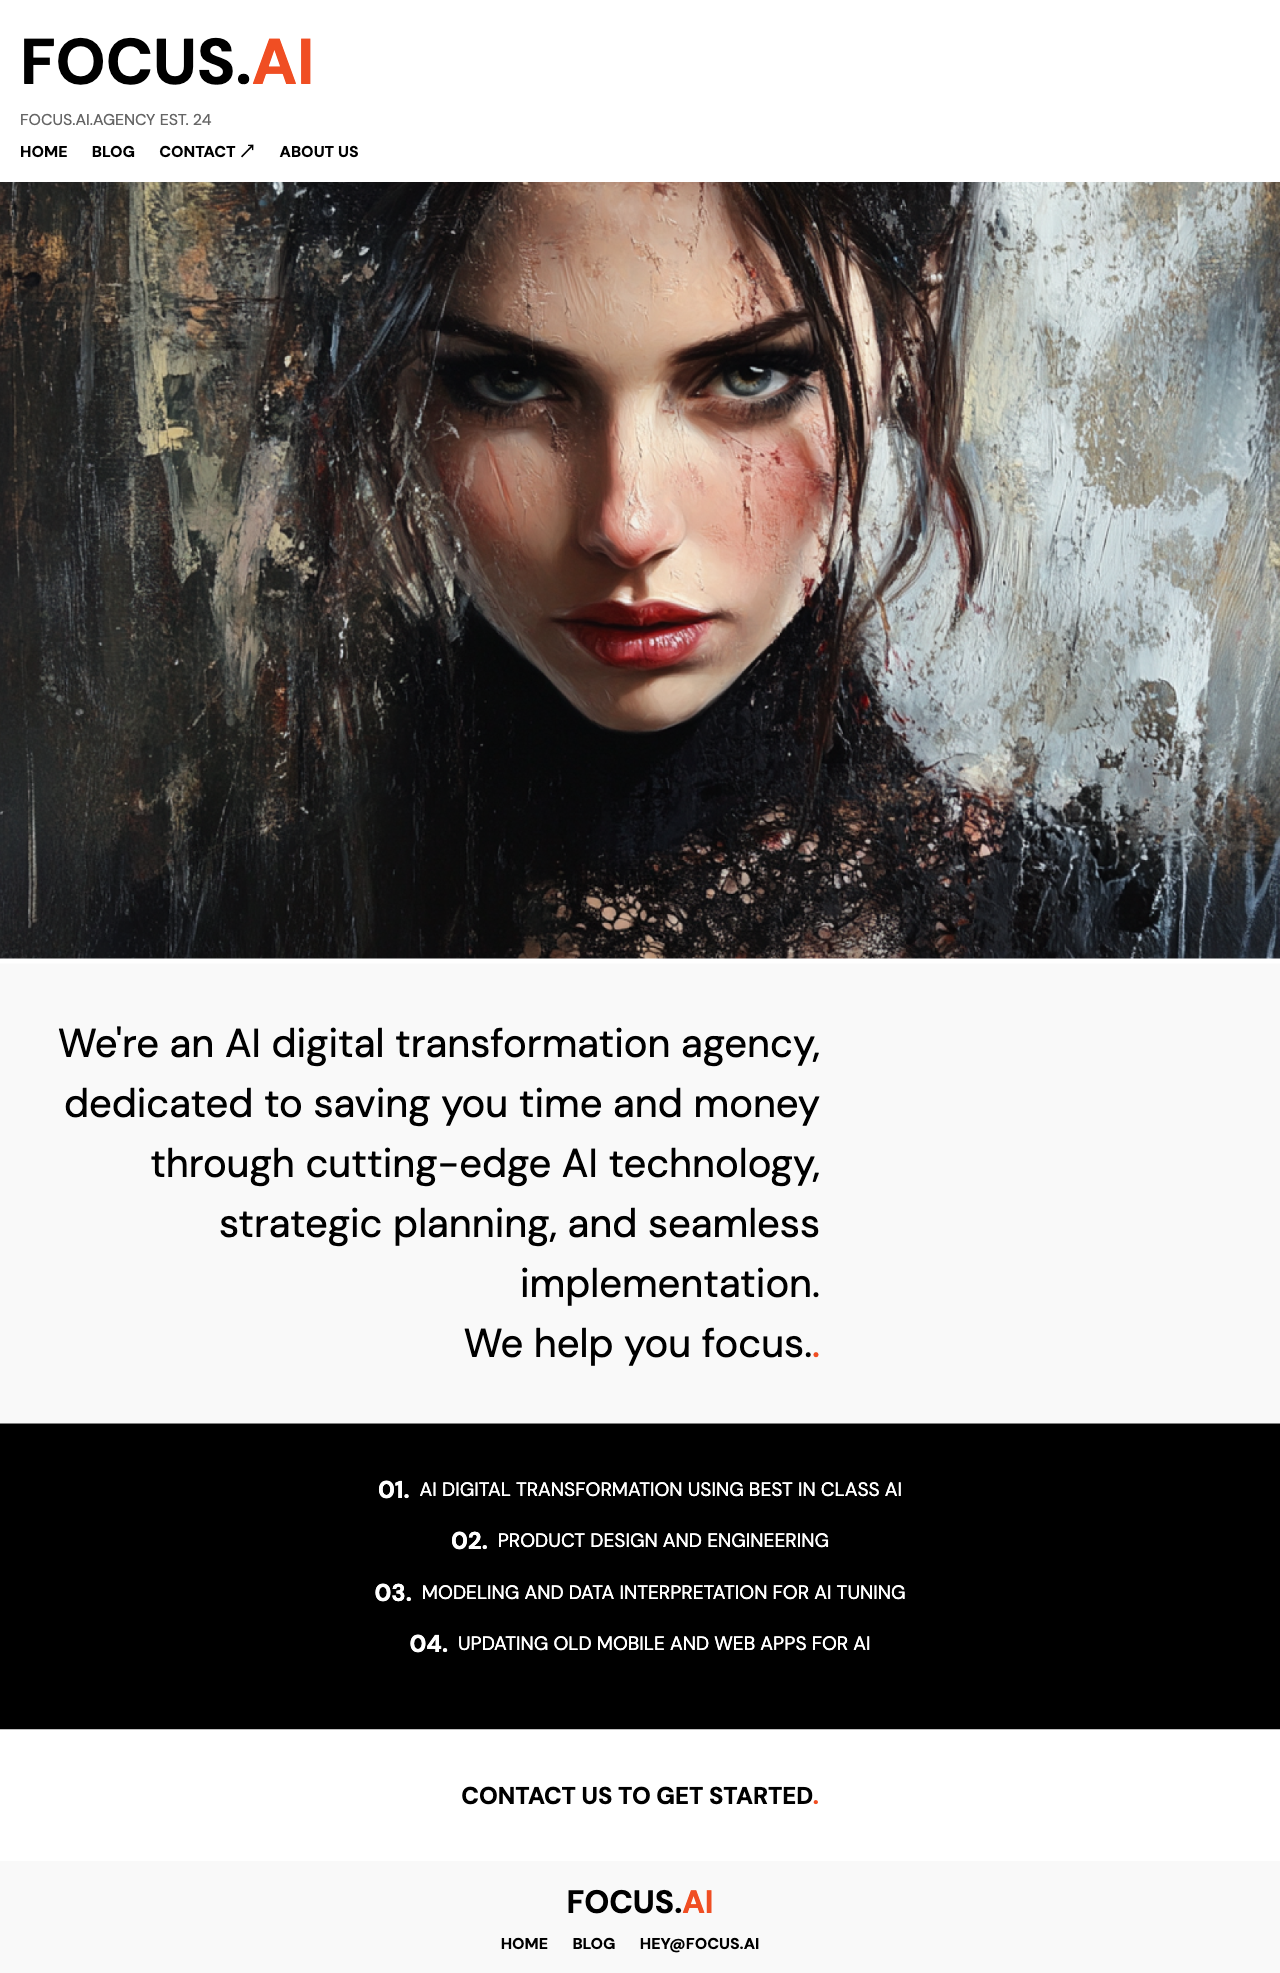 FOCUS.AI
FOCUS.AI.AGENCY EST. 24
HOME BLOG CONTACT ↗ ABOUT US
We're an AI digital transformation agency,
dedicated to saving you time and money
through cutting-edge AI technology,
strategic planning, and seamless
implementation.
We help you focus..
01. AI DIGITAL TRANSFORMATION USING BEST IN CLASS AI
02. PRODUCT DESIGN AND ENGINEERING
03. MODELING AND DATA INTERPRETATION FOR AI TUNING
04. UPDATING OLD MOBILE AND WEB APPS FOR AI
CONTACT US TO GET STARTED.
FOCUS.AI
HOME BLOG HEY@FOCUS.AI